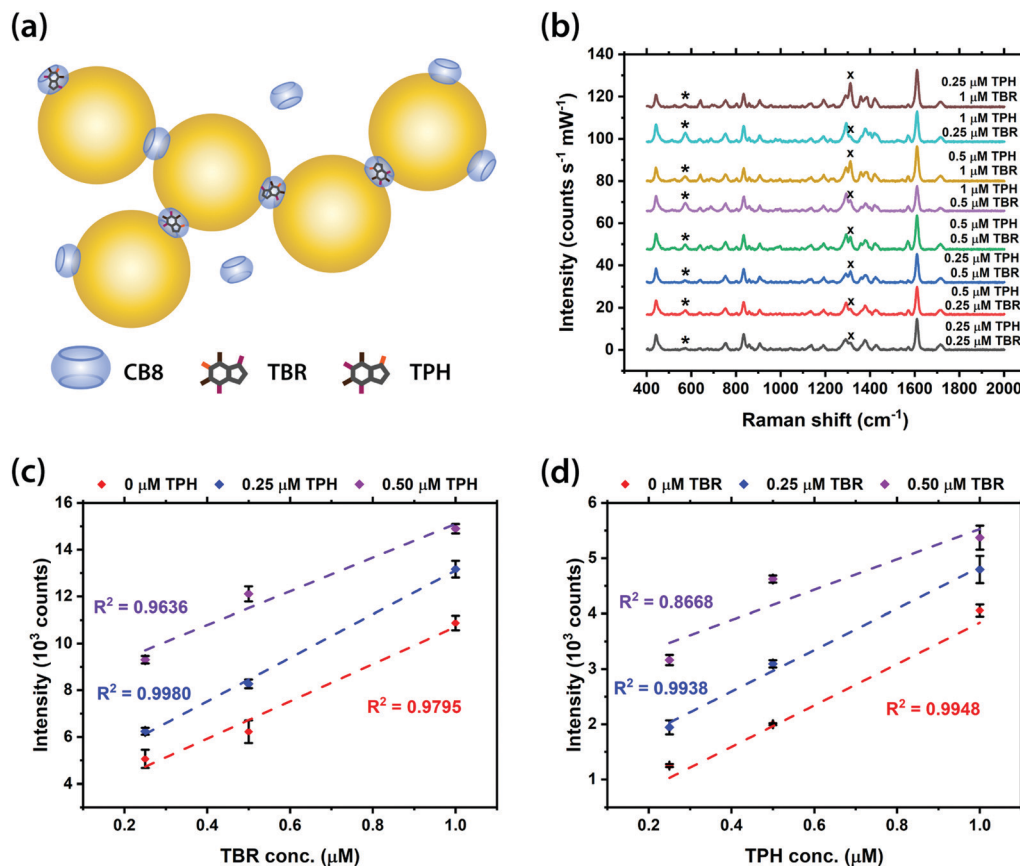 (a)
CB8
TBR
TPH
(b)
Intensity (counts s⁻¹ mW⁻¹)
140
120
100
80
60
40
20
0
*
x
0.25 μM TPH
1 μM TBR
*
x
1 μM TPH
0.25 μM TBR
*
x
0.5 μM TPH
1 μM TBR
*
x
1 μM TPH
0.5 μM TBR
*
x
0.5 μM TPH
0.5 μM TBR
*
x
0.25 μM TPH
0.5 μM TBR
*
x
0.5 μM TPH
0.25 μM TBR
*
x
0.25 μM TPH
0.25 μM TBR
400 600 800 1000 1200 1400 1600 1800 2000
Raman shift (cm⁻¹)
(c)
0 μM TPH 0.25 μM TPH 0.50 μM TPH
Intensity (10³ counts)
16
14
12
10
8
6
4
R² = 0.9636
R² = 0.9980
R² = 0.9795
0.2 0.4 0.6 0.8 1.0
TBR conc. (μM)
(d)
0 μM TBR 0.25 μM TBR 0.50 μM TBR
Intensity (10³ counts)
6
5
4
3
2
1
R² = 0.8668
R² = 0.9938
R² = 0.9948
0.2 0.4 0.6 0.8 1.0
TPH conc. (μM)